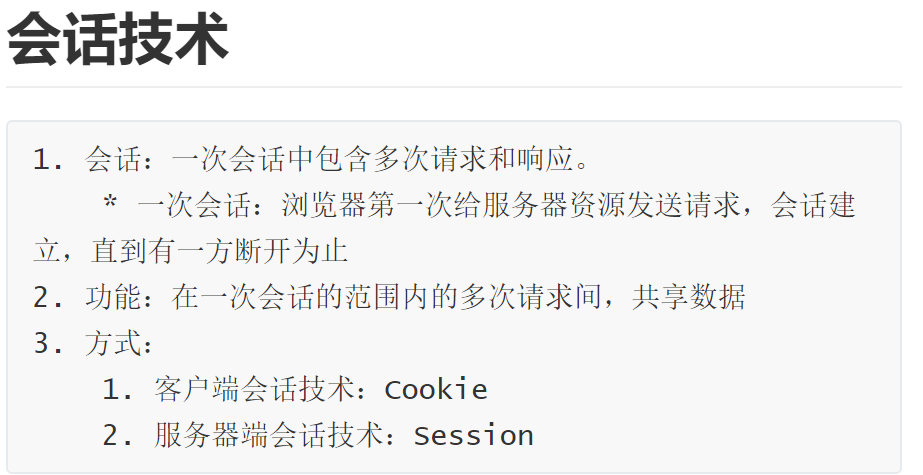 会话技术
1. 会话：一次会话中包含多次请求和响应。
* 一次会话：浏览器第一次给服务器资源发送请求，会话建
立，直到有一方断开为止
2. 功能：在一次会话的范围内的多次请求间，共享数据
3. 方式：
1. 客户端会话技术：Cookie
2. 服务器端会话技术：Session